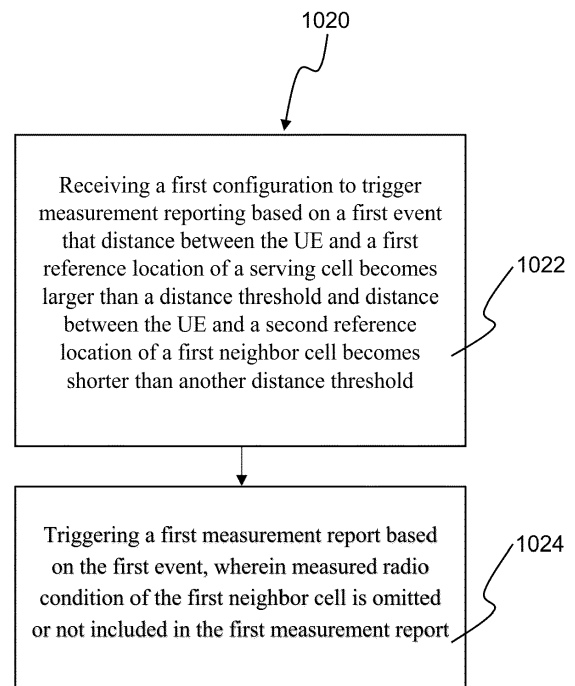 1020
Receiving a first configuration to trigger
measurement reporting based on a first event
that distance between the UE and a first
reference location of a serving cell becomes
larger than a distance threshold and distance
between the UE and a second reference
location of a first neighbor cell becomes
shorter than another distance threshold
1022
Triggering a first measurement report based
on the first event, wherein measured radio
condition of the first neighbor cell is omitted
or not included in the first measurement report
1024